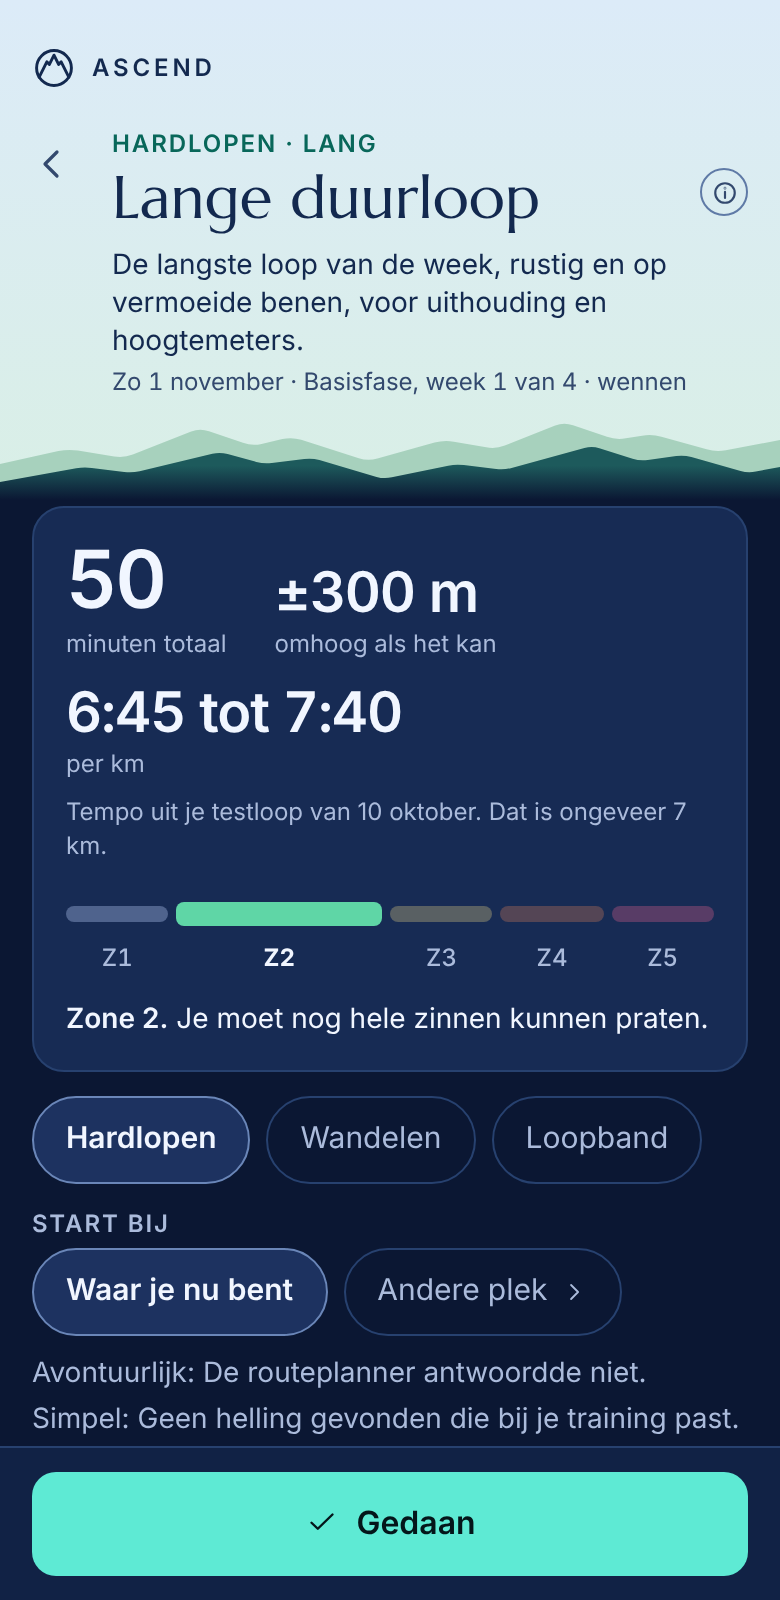 ASCEND
HARDLOPEN · LANG
Lange duurloop
De langste loop van de week, rustig en op
vermoeide benen, voor uithouding en
hoogtemeters.
Zo 1 november · Basisfase, week 1 van 4 · wennen
50
minuten totaal
±300 m
omhoog als het kan
6:45 tot 7:40
per km
Tempo uit je testloop van 10 oktober. Dat is ongeveer 7
km.
Z1 Z2 Z3 Z4 Z5
Zone 2. Je moet nog hele zinnen kunnen praten.
Hardlopen Wandelen Loopband
START BIJ
Waar je nu bent Andere plek
Avontuurlijk: De routeplanner antwoordde niet.
Simpel: Geen helling gevonden die bij je training past.
Gedaan